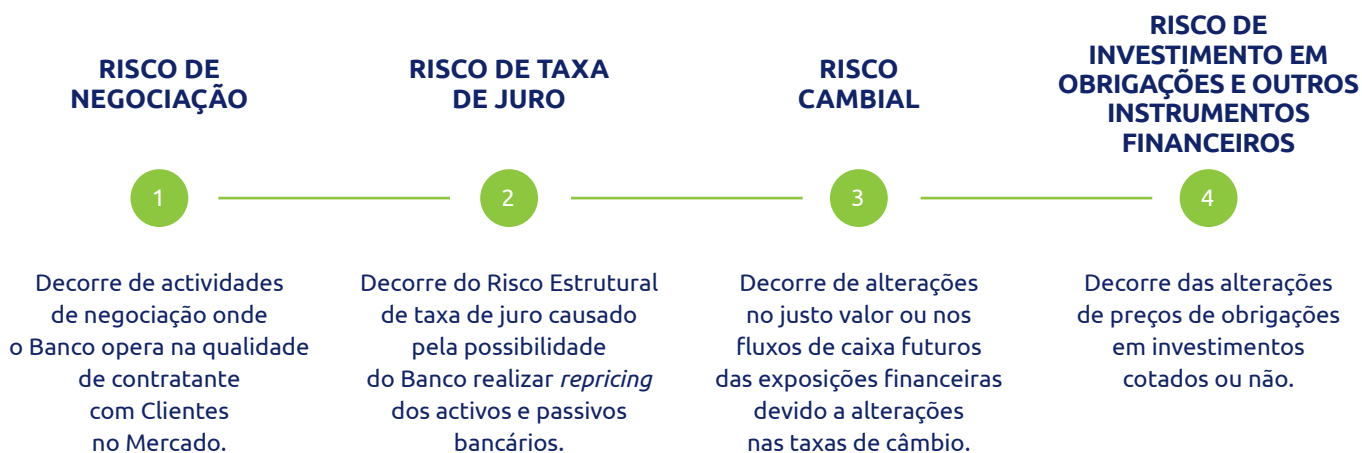 RISCO DE
NEGOCIAÇÃO
1
Decorre de actividades
de negociação onde
o Banco opera na qualidade
de contratante
com Clientes
no Mercado.
RISCO DE TAXA
DE JURO
2
Decorre do Risco Estrutural
de taxa de juro causado
pela possibilidade
do Banco realizar repricing
dos activos e passivos
bancários.
RISCO
CAMBIAL
3
Decorre de alterações
no justo valor ou nos
fluxos de caixa futuros
das exposições financeiras
devido a alterações
nas taxas de câmbio.
RISCO DE
INVESTIMENTO EM
OBRIGAÇÕES E OUTROS
INSTRUMENTOS
FINANCEIROS
4
Decorre das alterações
de preços de obrigações
em investimentos
cotados ou não.